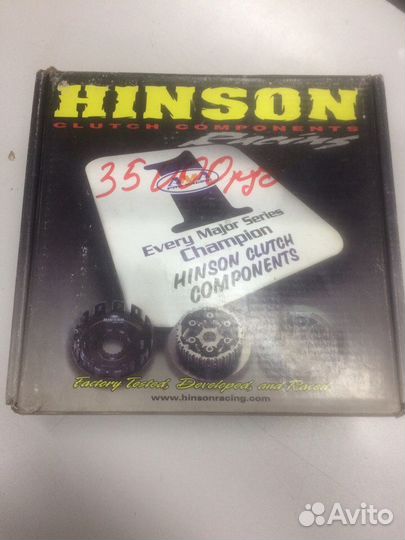 HINSON
CLUTCH COMPONENTS
Racing
1
Every Major Series
Champion
HINSON CLUTCH
COMPONENTS
Factory Tested, Developed, and Raced.
www.hinsonracing.com
Avito